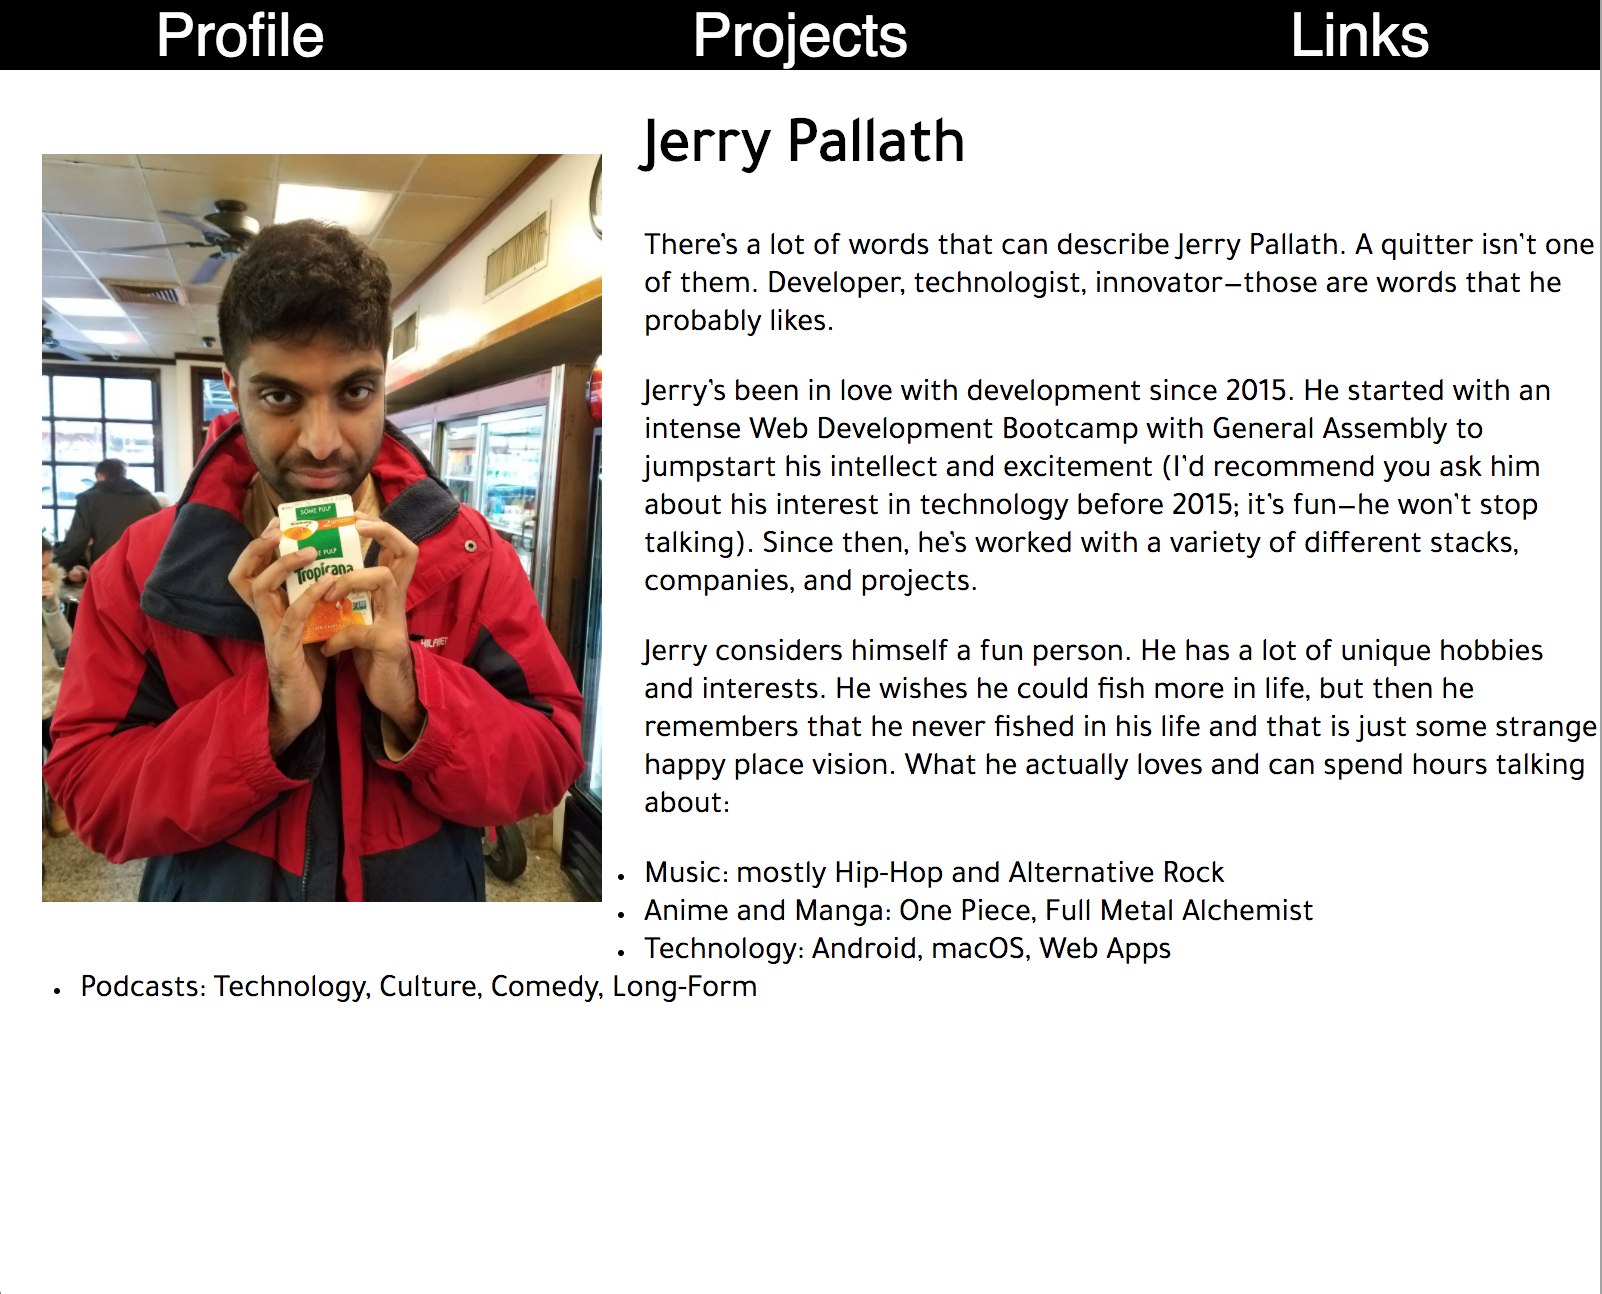 Profile Projects Links
Jerry Pallath
There's a lot of words that can describe Jerry Pallath. A quitter isn't one
of them. Developer, technologist, innovator—those are words that he
probably likes.
Jerry's been in love with development since 2015. He started with an
intense Web Development Bootcamp with General Assembly to
jumpstart his intellect and excitement (I'd recommend you ask him
about his interest in technology before 2015; it's fun—he won't stop
talking). Since then, he's worked with a variety of different stacks,
companies, and projects.
Jerry considers himself a fun person. He has a lot of unique hobbies
and interests. He wishes he could fish more in life, but then he
remembers that he never fished in his life and that is just some strange
happy place vision. What he actually loves and can spend hours talking
about:
• Music: mostly Hip-Hop and Alternative Rock
• Anime and Manga: One Piece, Full Metal Alchemist
• Technology: Android, macOS, Web Apps
• Podcasts: Technology, Culture, Comedy, Long-Form
SOME PULP
PULP
Tropicana